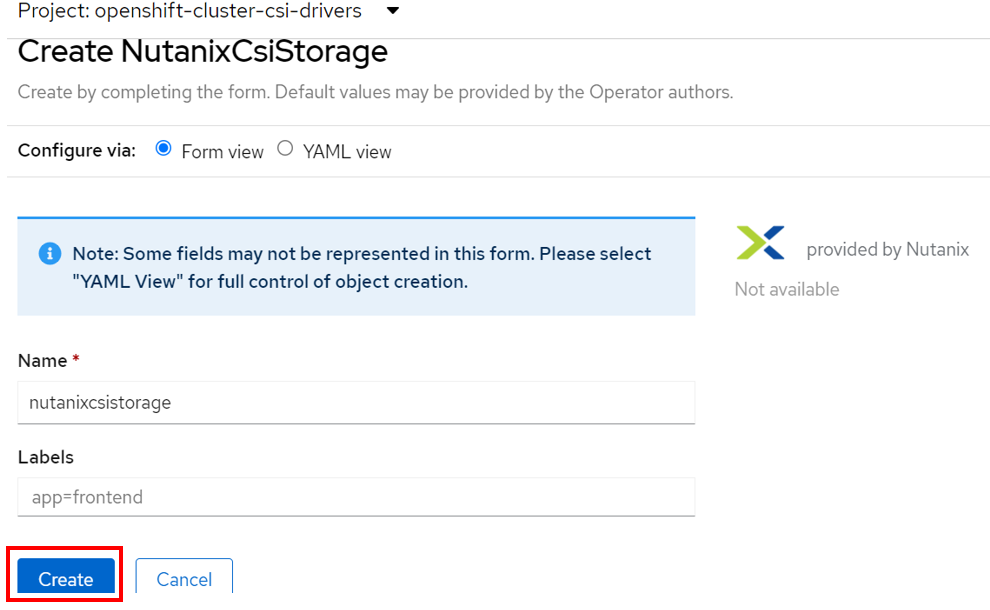 Project: openshift-cluster-csi-drivers
Create NutanixCsiStorage
Create by completing the form. Default values may be provided by the Operator authors.
Configure via: Form view YAML view
Note: Some fields may not be represented in this form. Please select
"YAML View" for full control of object creation.
provided by Nutanix
Not available
Name *
nutanixcsistorage
Labels
app=frontend
Create Cancel